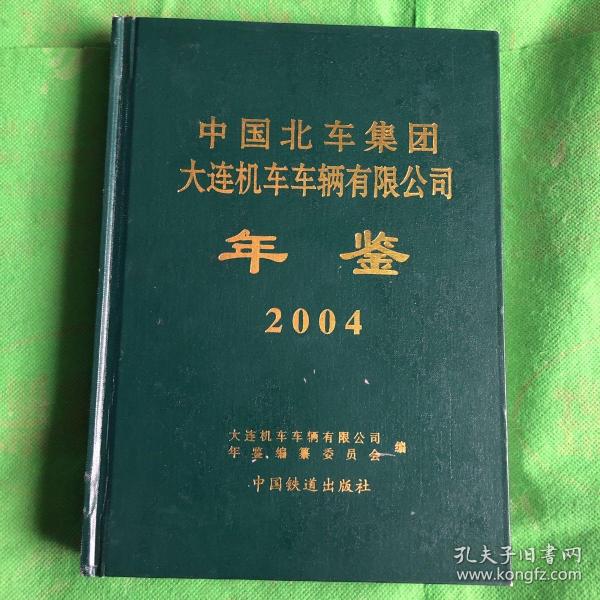 中国北车集团
大连机车车辆有限公司
年 鉴
2004
大连机车车辆有限公司
年鉴编纂委员会 编
中国铁道出版社
孔夫子旧书网
www.kongfz.com